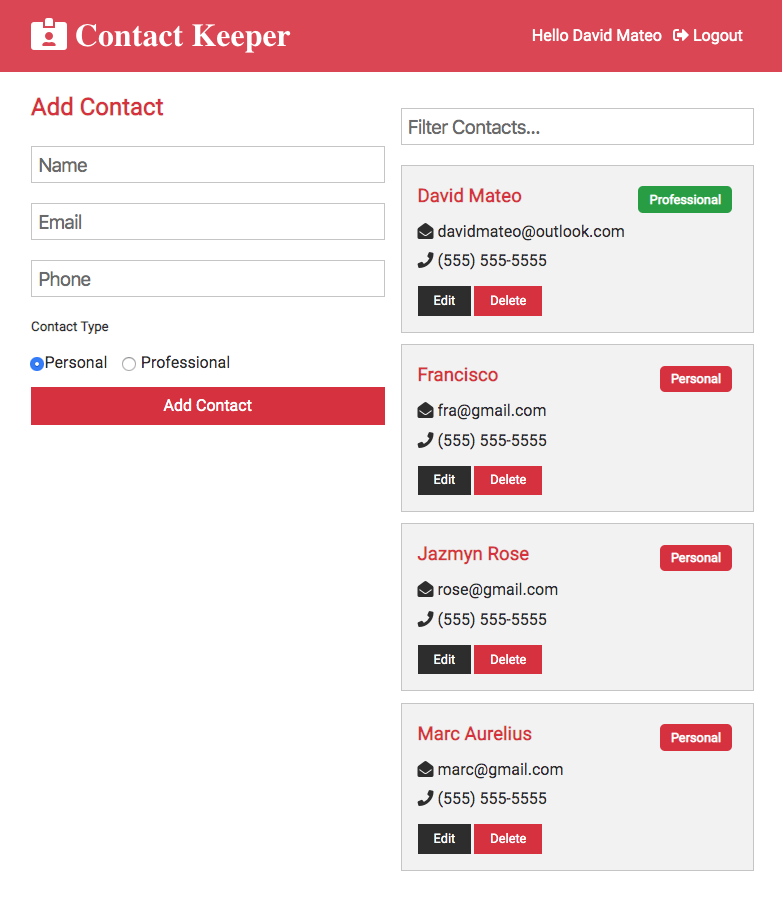 Contact Keeper
Hello David Mateo Logout
Add Contact
Name
Email
Phone
Contact Type
Personal Professional
Add Contact
Filter Contacts...
David Mateo Professional
davidmateo@outlook.com
(555) 555-5555
Edit Delete
Francisco Personal
fra@gmail.com
(555) 555-5555
Edit Delete
Jazmyn Rose Personal
rose@gmail.com
(555) 555-5555
Edit Delete
Marc Aurelius Personal
marc@gmail.com
(555) 555-5555
Edit Delete